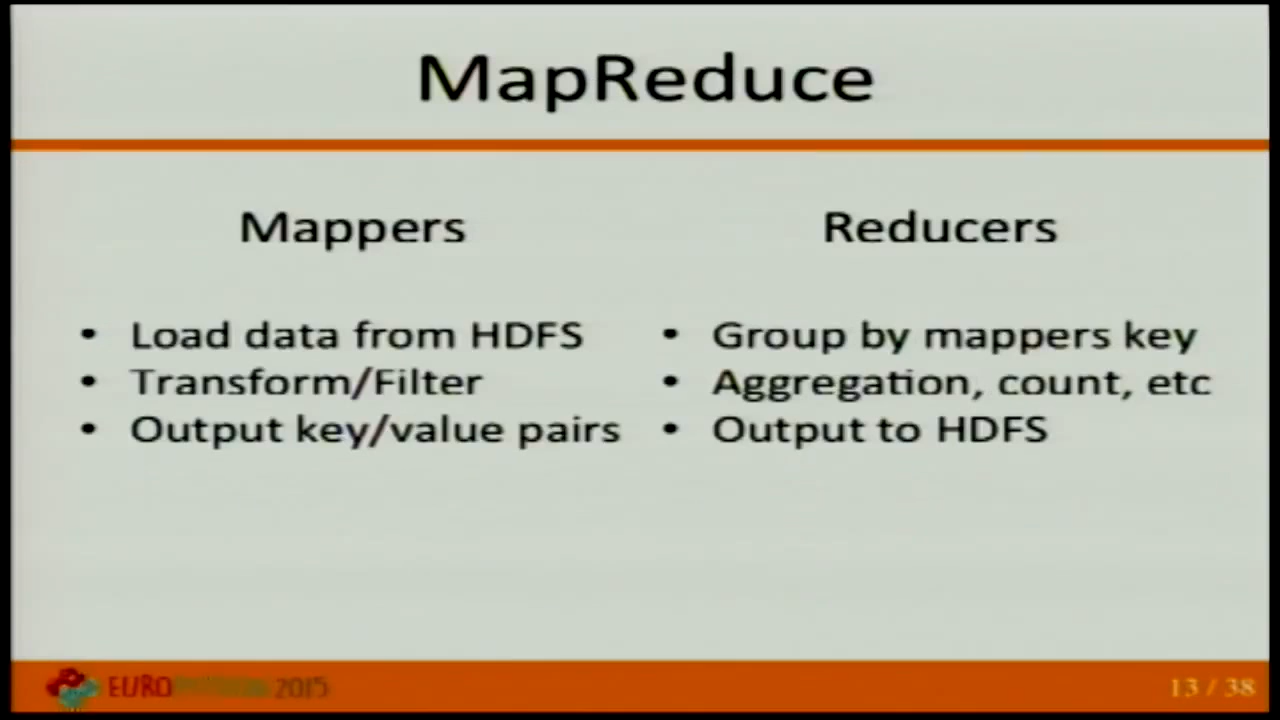 MapReduce
Mappers
• Load data from HDFS
• Transform/Filter
• Output key/value pairs
Reducers
• Group by mappers key
• Aggregation, count, etc
• Output to HDFS
EUROPYTHON 2015
13 / 38